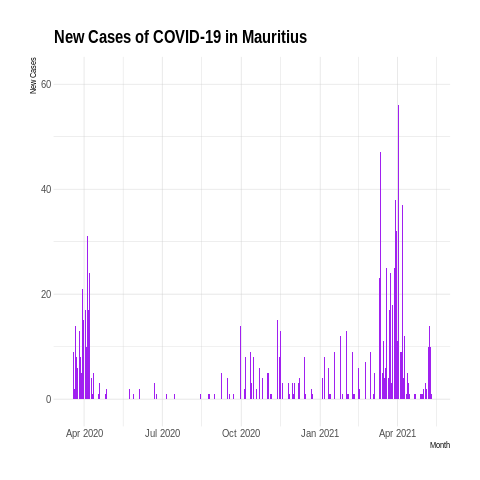 New Cases of COVID-19 in Mauritius
New Cases
60
40
20
0
Apr 2020 Jul 2020 Oct 2020 Jan 2021 Apr 2021
Month